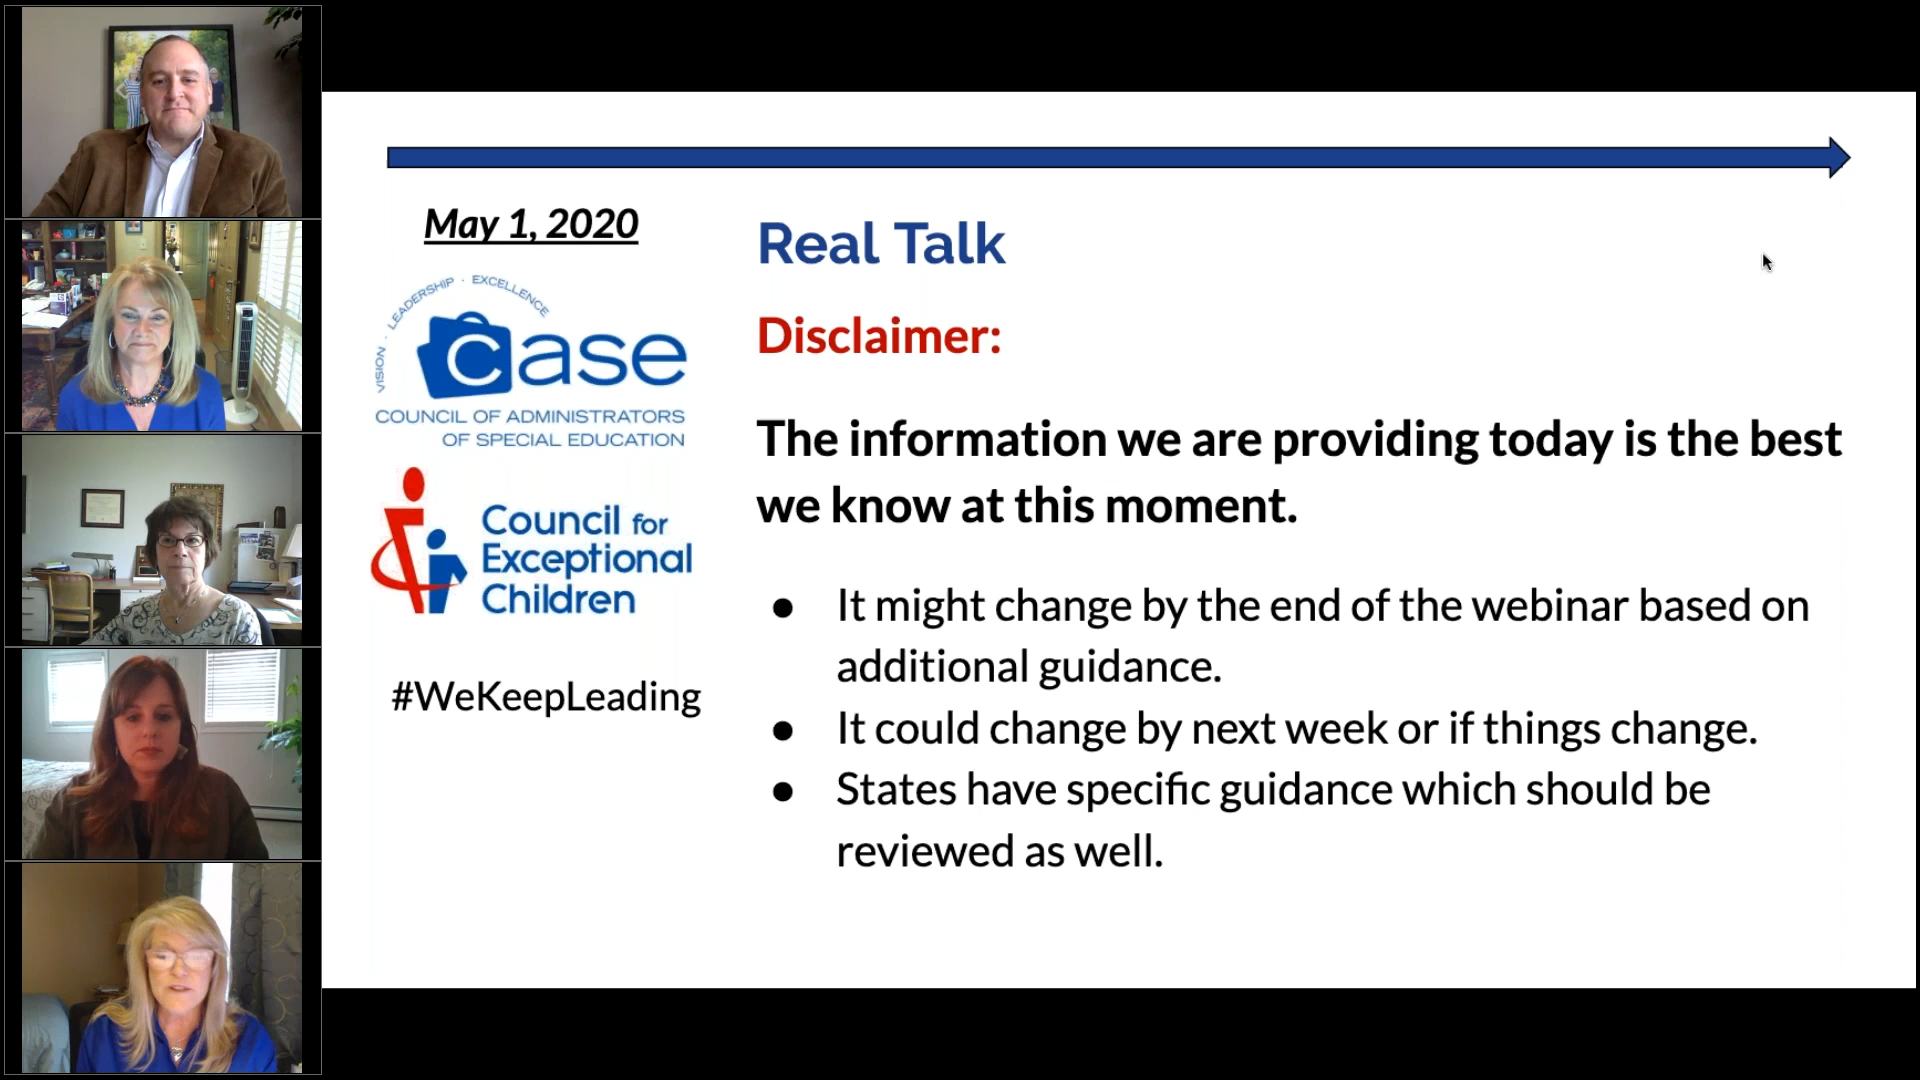 May 1, 2020
VISION · LEADERSHIP · EXCELLENCE
case
COUNCIL OF ADMINISTRATORS
OF SPECIAL EDUCATION
Council for
Exceptional
Children
#WeKeepLeading
Real Talk
Disclaimer:
The information we are providing today is the best
we know at this moment.
● It might change by the end of the webinar based on
additional guidance.
● It could change by next week or if things change.
● States have specific guidance which should be
reviewed as well.